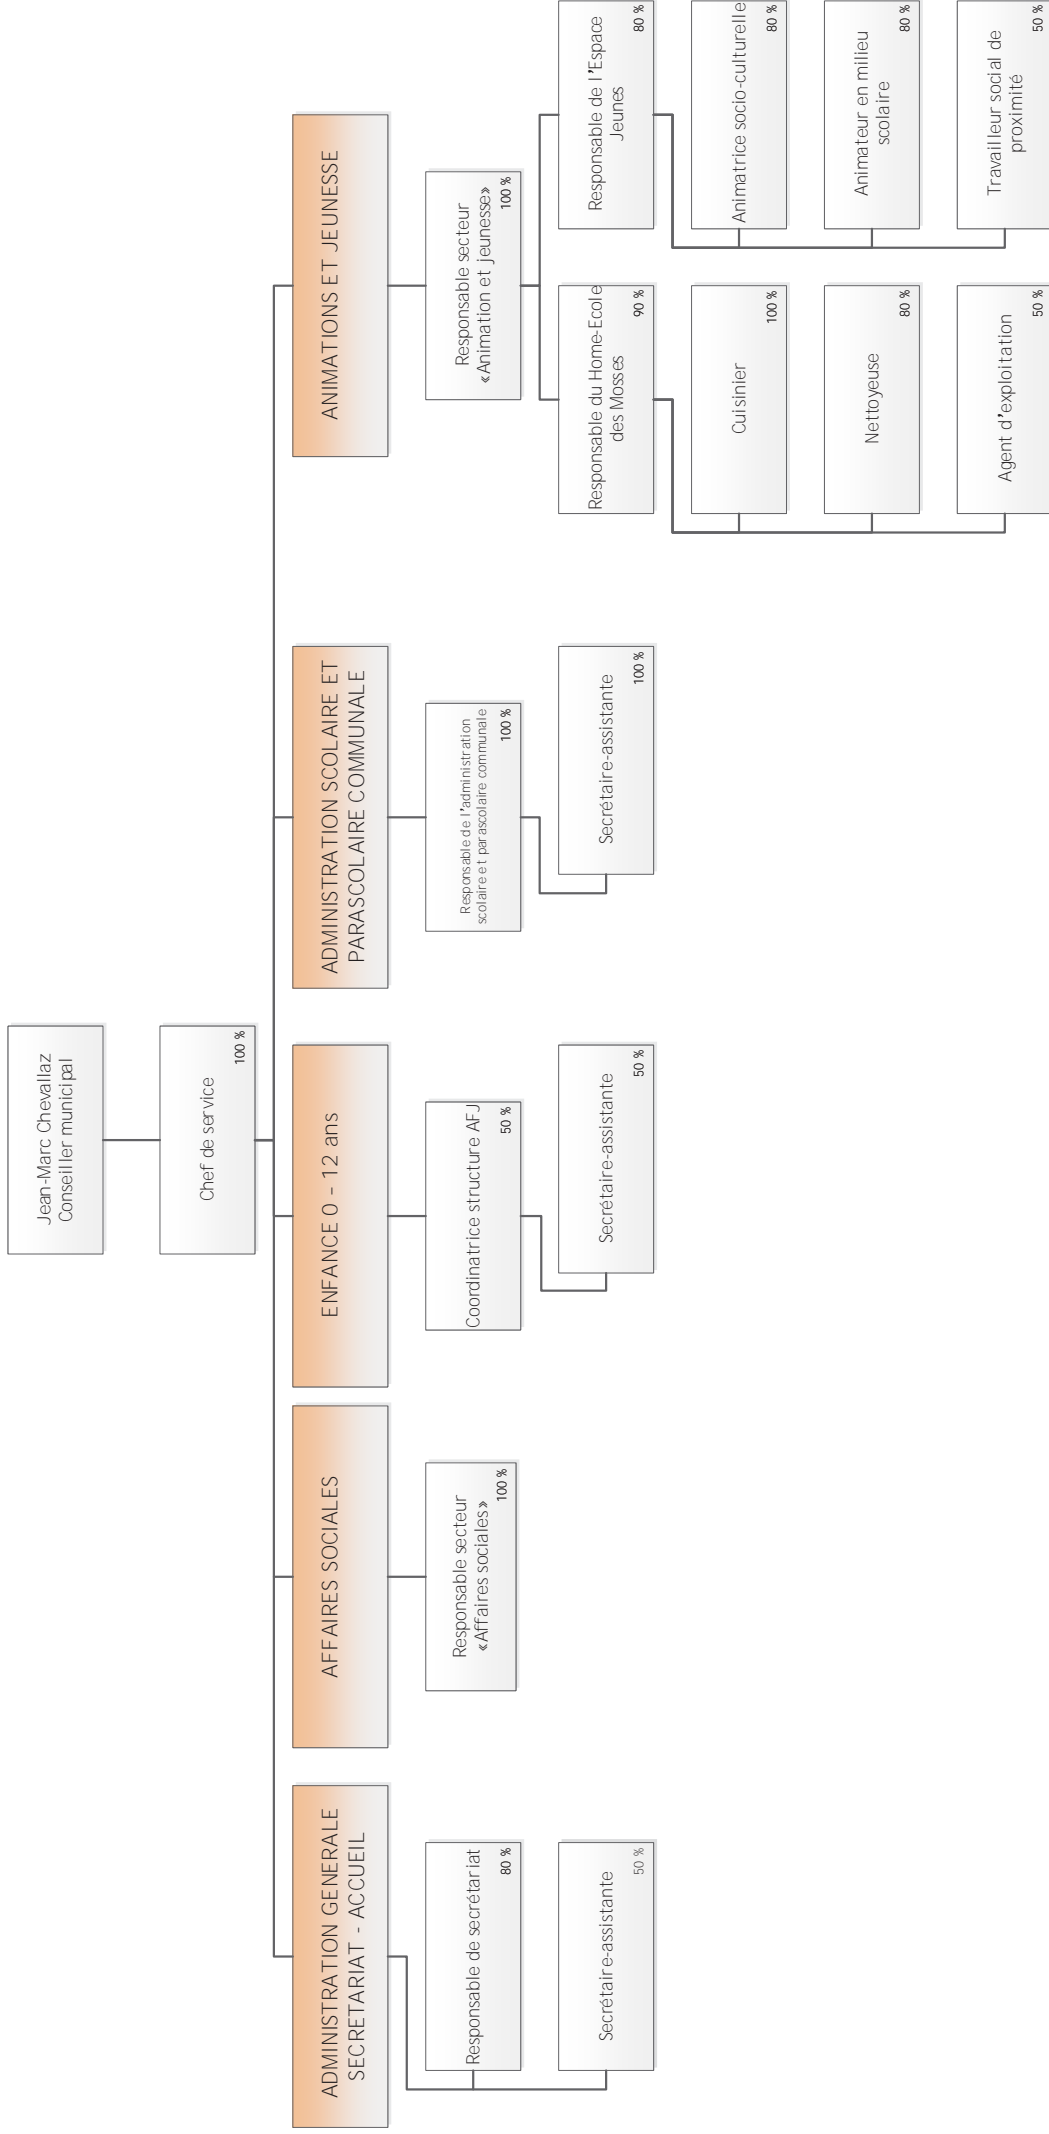 Jean-Marc Chevallaz
Conseiller municipal
Chef de service
100 %
ADMINISTRATION GENERALE
SECRETARIAT - ACCUEIL
Responsable de secrétariat
80 %
Secrétaire-assistante
50 %
AFFAIRES SOCIALES
Responsable secteur
«Affaires sociales»
100 %
ENFANCE 0 – 12 ans
Coordinatrice structure AFJ
50 %
Secrétaire-assistante
50 %
ADMINISTRATION SCOLAIRE ET
PARASCOLAIRE COMMUNALE
Responsable de l'administration
scolaire et parascolaire communale
100 %
Secrétaire-assistante
100 %
ANIMATIONS ET JEUNESSE
Responsable secteur
«Animation et jeunesse»
100 %
Responsable du Home-Ecole
des Mosses
90 %
Cuisinier
100 %
Nettoyeuse
80 %
Agent d'exploitation
50 %
Responsable de l'Espace
Jeunes
80 %
Animatrice socio-culturelle
80 %
Animateur en milieu
scolaire
80 %
Travailleur social de
proximité
50 %